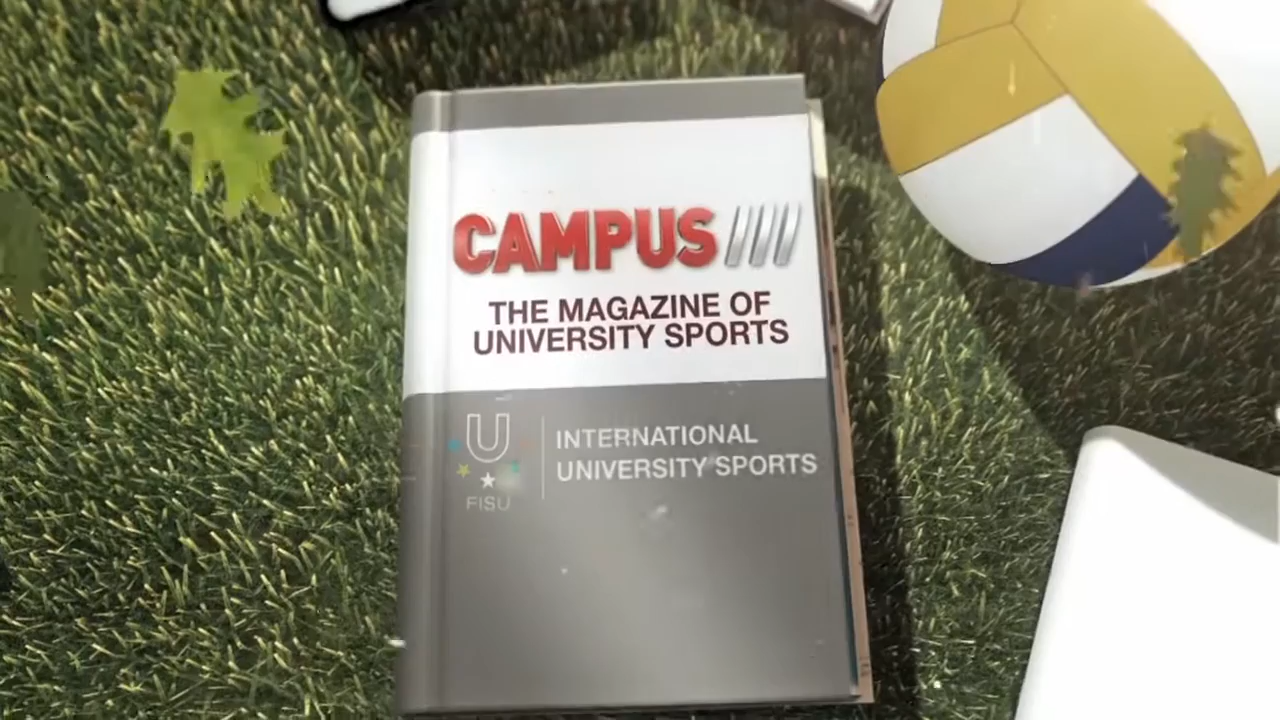 CAMPUS ////
THE MAGAZINE OF
UNIVERSITY SPORTS
U
FISU
INTERNATIONAL
UNIVERSITY SPORTS